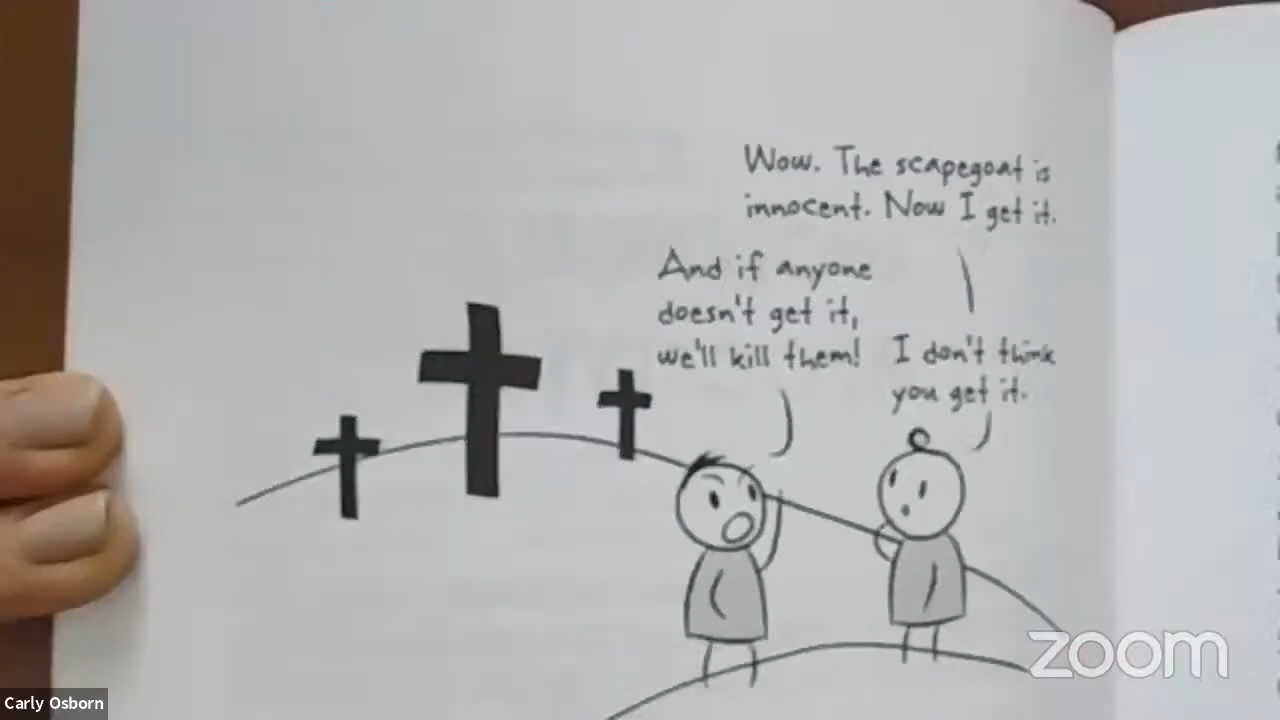 Wow. The scapegoat is
innocent. Now I get it.
And if anyone
doesn't get it,
we'll kill them!
I don't think
you get it.
zoom
Carly Osborn